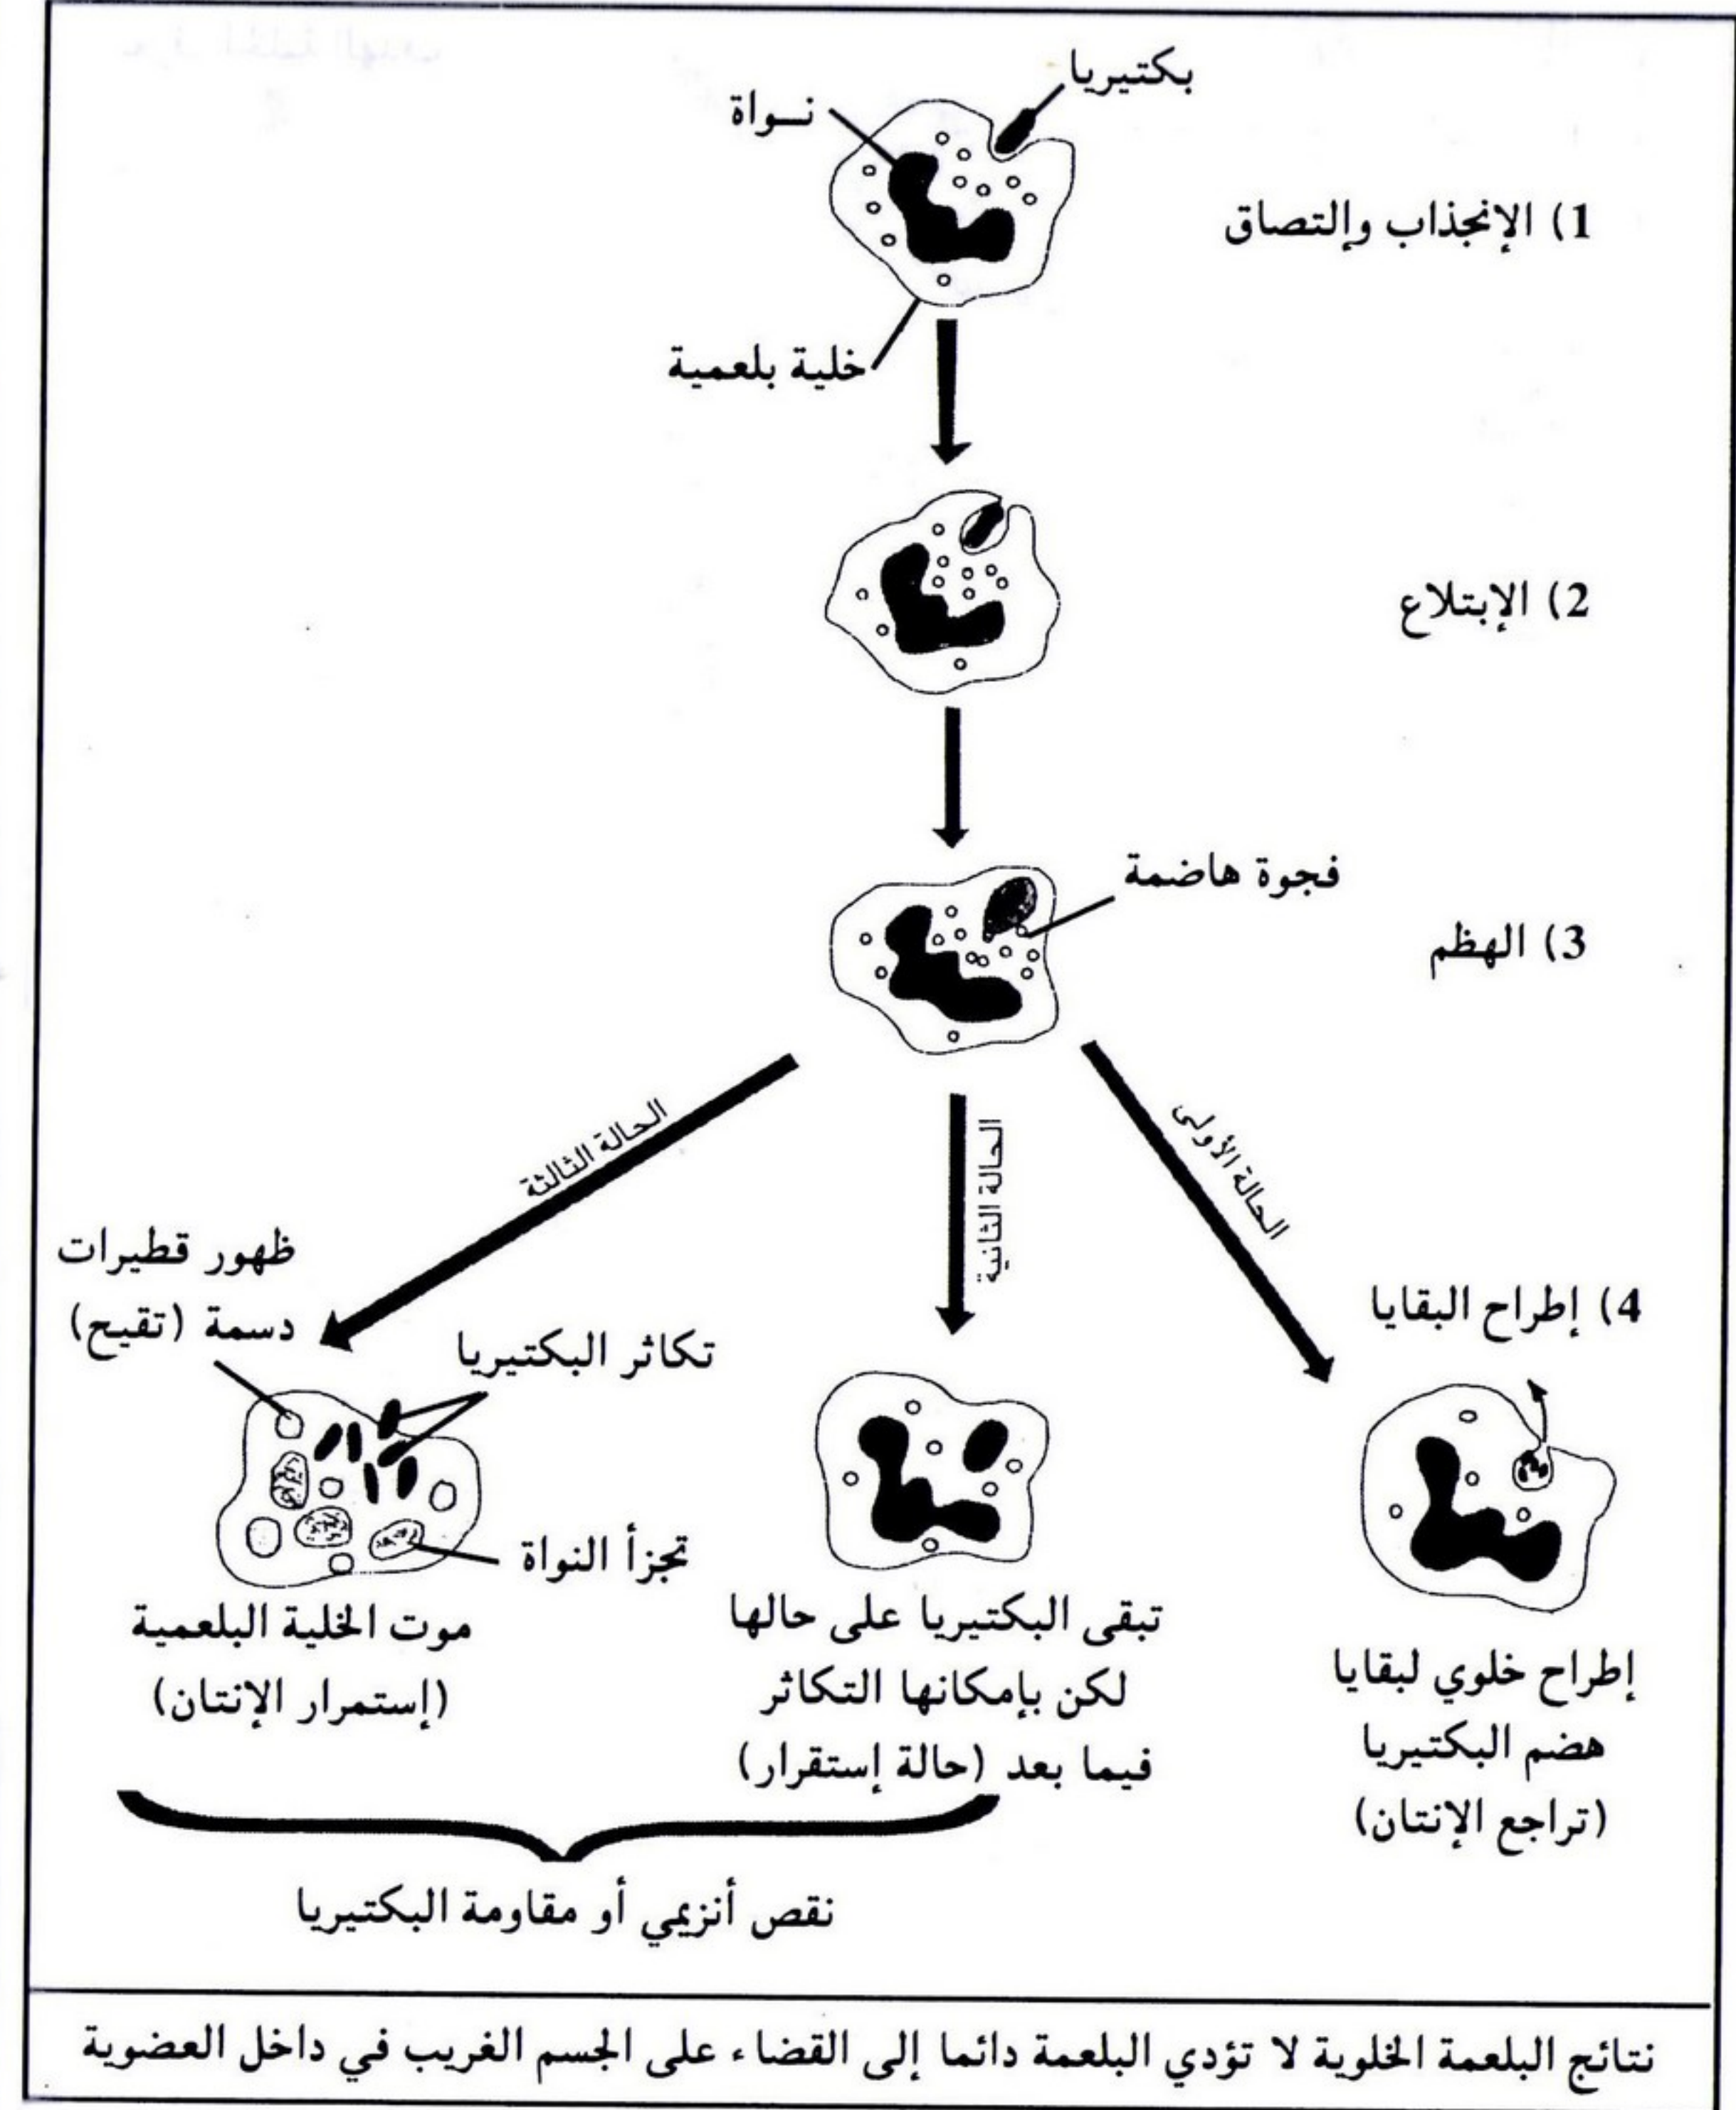 بكتيريا
نـواة
1) الإنجذاب وإلتصاق
خلية بلعمية
2) الإبتلاع
فجوة هاضمة
3) الهظم
الحالة الأولى
الحالة الثانية
الحالة الثالثة
4) إطراح البقايا
ظهور قطيرات
دسمة (تقيح)
تكاثر البكتيريا
تجزأ النواة
إطراح خلوي لبقايا
هضم البكتيريا
(تراجع الإنتان)
تبقى البكتيريا على حالها
لكن بإمكانها التكاثر
فيما بعد (حالة إستقرار)
موت الخلية البلعمية
(إستمرار الإنتان)
نقص أنزيمي أو مقاومة البكتيريا
نتائج البلعمة الخلوية لا تؤدي البلعمة دائما إلى القضاء على الجسم الغريب في داخل العضوية